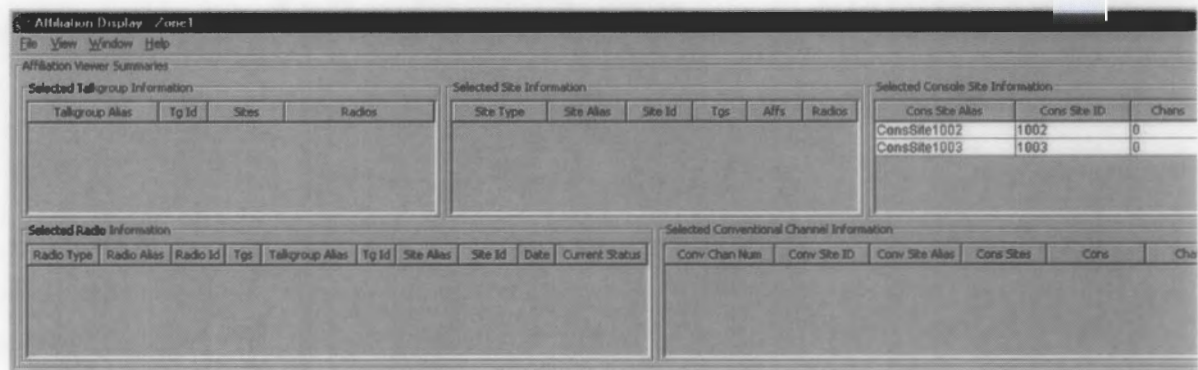 Affiliation Display Zone1
File View Window Help
Affiliation Viewer Summaries
Selected Talkgroup Information
Talkgroup Alias Tg Id Sites Radios
Selected Site Information
Site Type Site Alias Site Id Tgs Affs Radios
Selected Console Site Information
Cons Site Alias Cons Site ID Chans
ConsSite1002 1002 0
ConsSite1003 1003 0
Selected Radio Information
Radio Type Radio Alias Radio Id Tgs Talkgroup Alias Tg Id Site Alias Site Id Date Current Status
Selected Conventional Channel Information
Conv Chan Num Conv Site ID Conv Site Alias Cons Sites Cons Cha